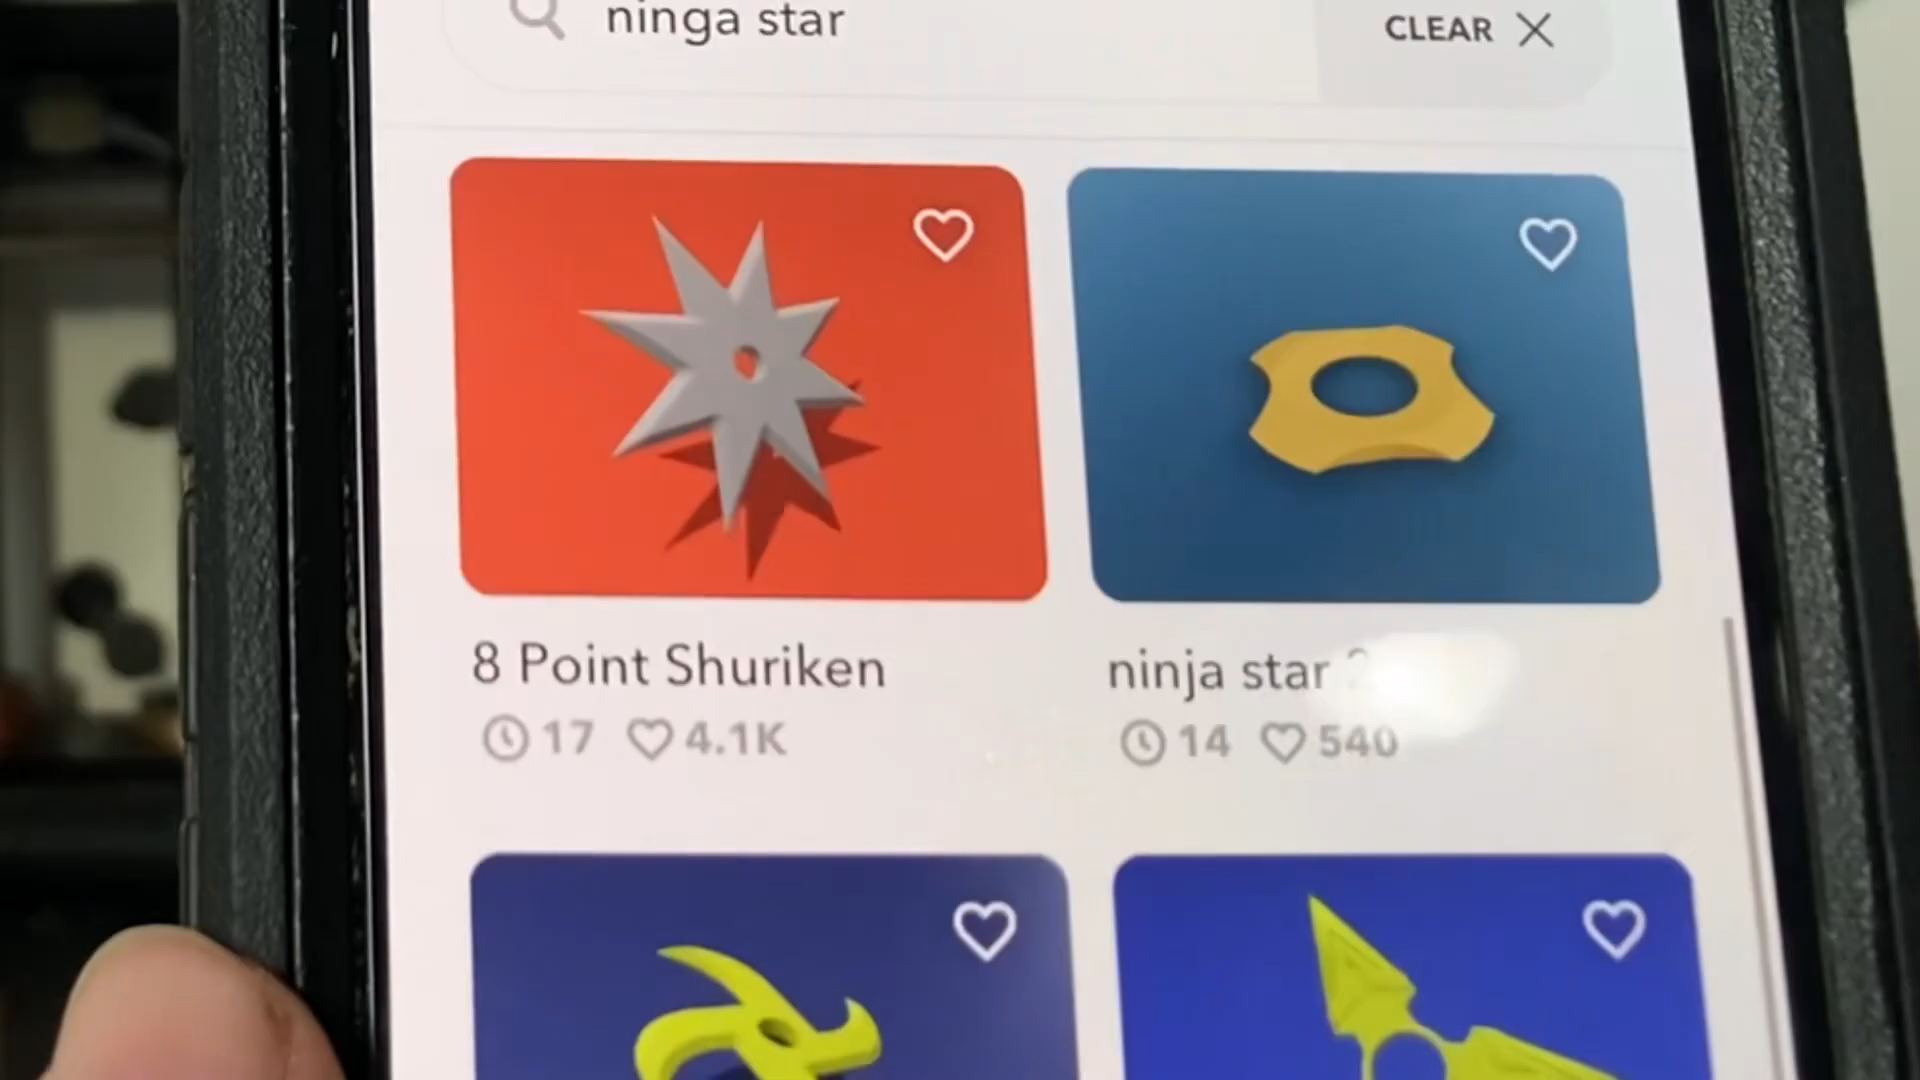 ninga star
CLEAR
8 Point Shuriken
ninja star
17 4.1K
14 540